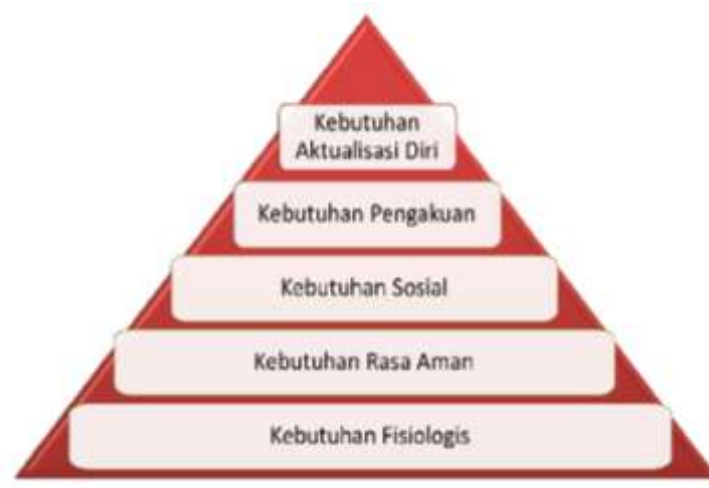 Kebutuhan
Aktualisasi Diri
Kebutuhan Pengakuan
Kebutuhan Sosial
Kebutuhan Rasa Aman
Kebutuhan Fisiologis